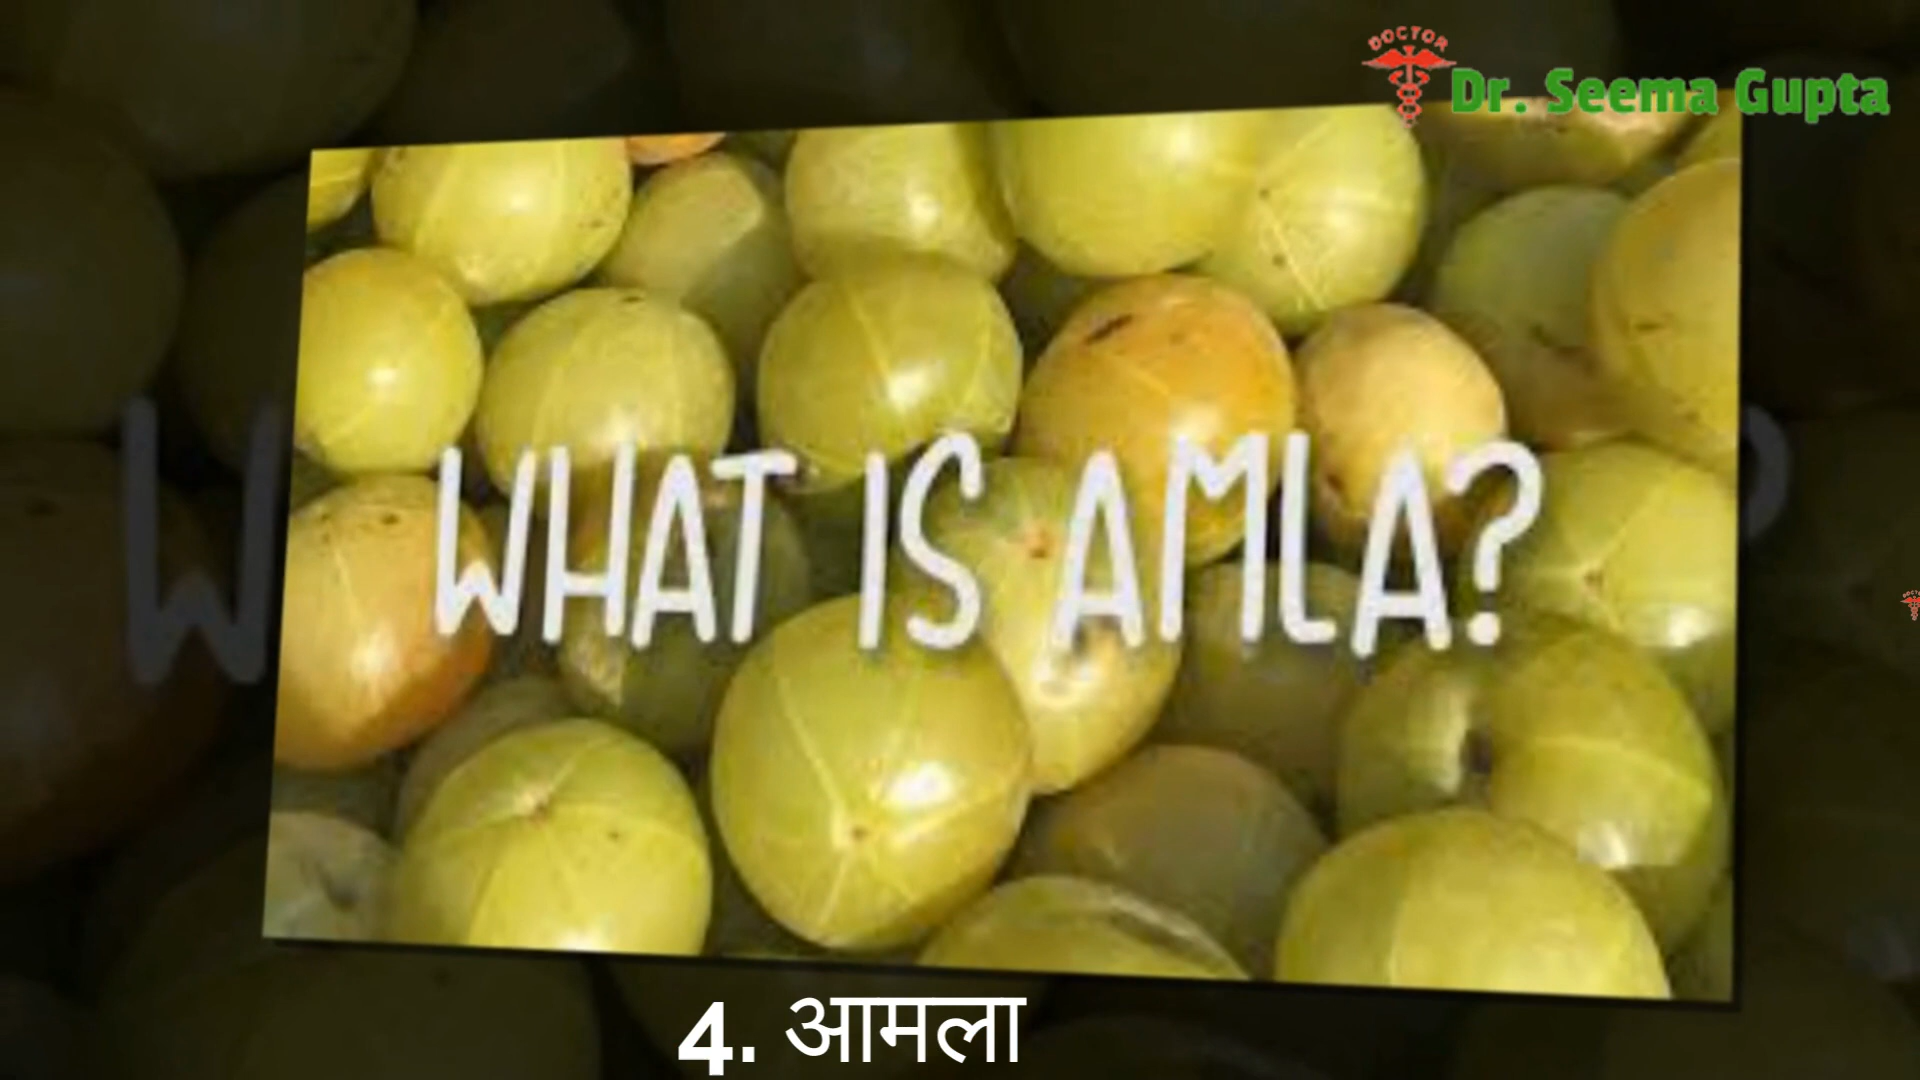 DOCTOR
Dr. Seema Gupta
WHAT IS AMLA?
4. आमला